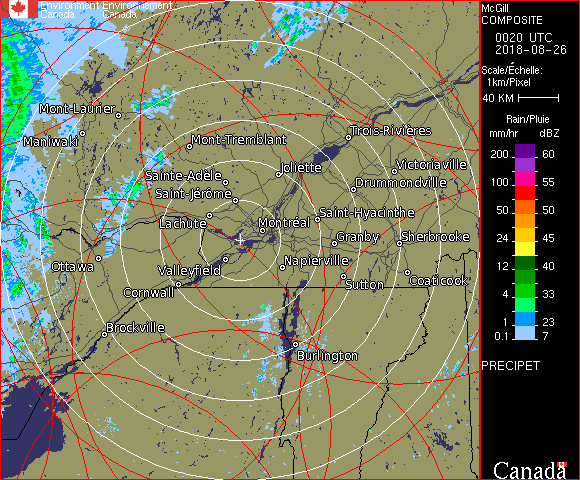 Environment Environnement
Canada Canada
McGill
COMPOSITE
0020 UTC
2018-08-26
Scale/Échelle:
1km/Pixel
40 KM
Rain/Pluie
mm/hr dBZ
200 60
100 55
50 50
24 45
12 40
4 33
1 23
0.1 7
PRECIPET
Canada
Mont-Laurier
Maniwaki
Mont-Tremblant
Trois-Rivières
Joliette
Victoriaville
Sainte-Adèle
Drummondville
Saint-Jérôme
Lachute
Saint-Hyacinthe
Montréal
Granby
Sherbrooke
Ottawa
Valleyfield
Napierville
Cornwall
Sutton
Coaticook
Brockville
Burlington